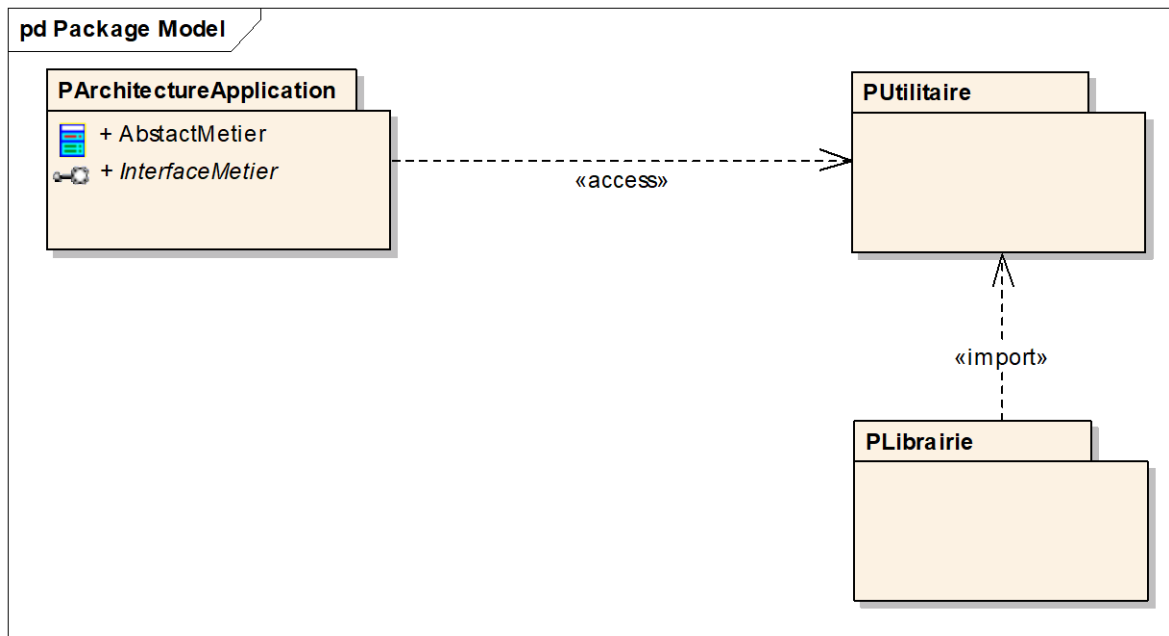 pd Package Model
PArchitectureApplication
+ AbstactMetier
+ InterfaceMetier
«access»
PUtilitaire
«import»
PLibrairie